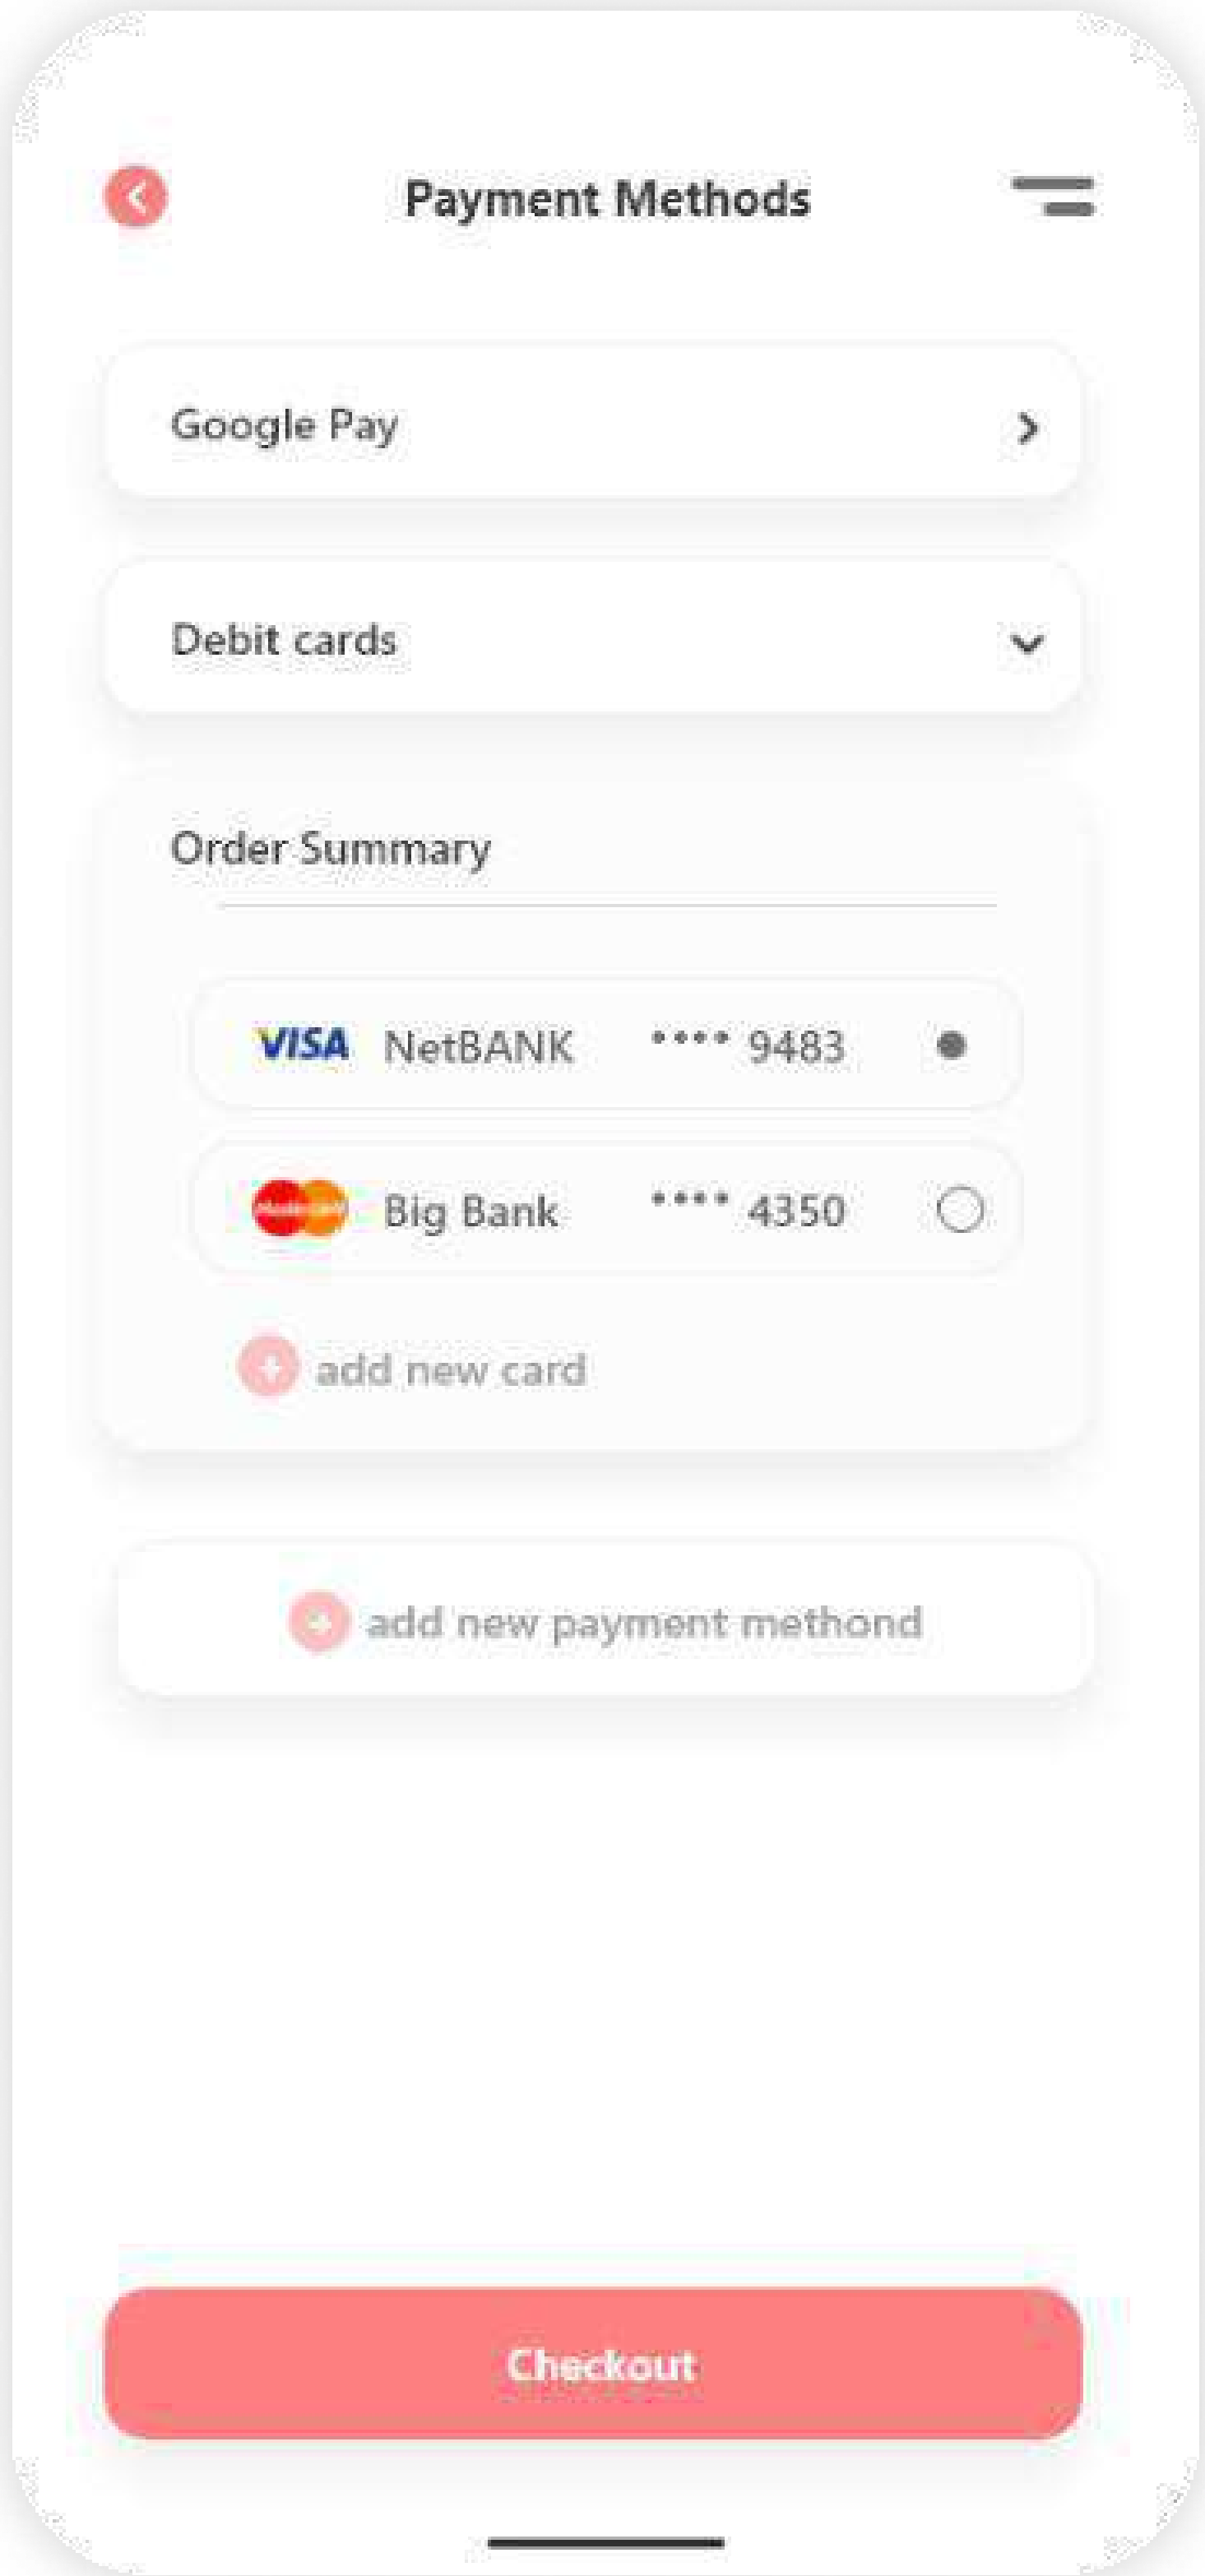 Payment Methods
Google Pay
Debit cards
Order Summary
VISA NetBANK **** 9483
Big Bank **** 4350
add new card
add new payment methond
Checkout